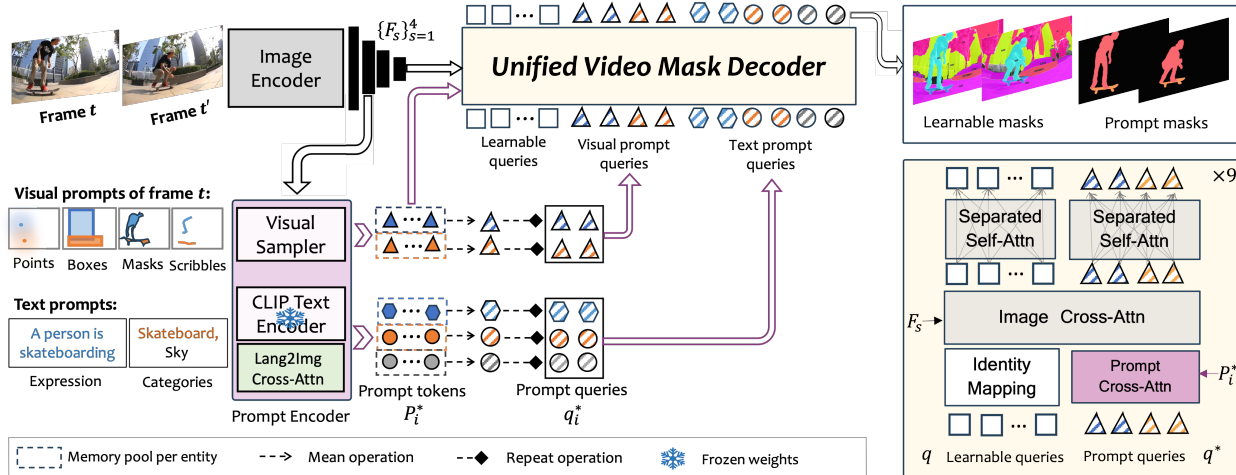 Frame t
Frame t'
Image
Encoder
{F_s}^4_{s=1}
Unified Video Mask Decoder
Learnable
queries
Visual prompt
queries
Text prompt
queries
Learnable masks
Prompt masks
Visual prompts of frame t:
Points
Boxes
Masks
Scribbles
Text prompts:
A person is
skateboarding
Expression
Skateboard,
Sky
Categories
Visual
Sampler
CLIP Text
Encoder
Lang2Img
Cross-Attn
Prompt Encoder
Prompt tokens
P_i^*
Prompt queries
q_i^*
×9
Separated
Self-Attn
Separated
Self-Attn
F_s
Image Cross-Attn
Identity
Mapping
Prompt
Cross-Attn
P_i^*
q
Learnable queries
Prompt queries
q^*
Memory pool per entity
Mean operation
Repeat operation
Frozen weights